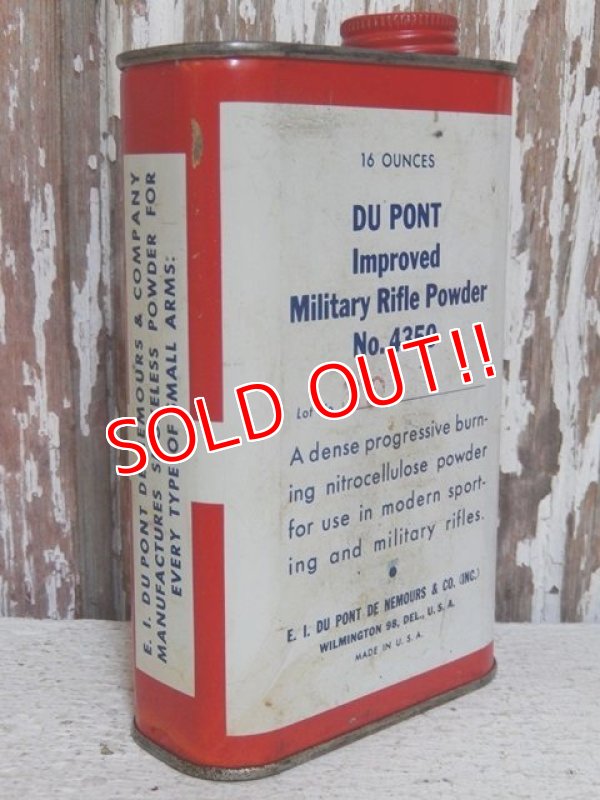 16 OUNCES
DU PONT
Improved
Military Rifle Powder
No. 4350
SOLD OUT!!
Lot
A dense progressive burn-
ing nitrocellulose powder
for use in modern sport-
ing and military rifles.
E. I. DU PONT DE NEMOURS & CO. (INC.)
WILMINGTON 98, DEL., U. S. A.
MADE IN U. S. A.
E. I. DU PONT DE NEMOURS & COMPANY
MANUFACTURES SMOKELESS POWDER FOR
EVERY TYPE OF SMALL ARMS: